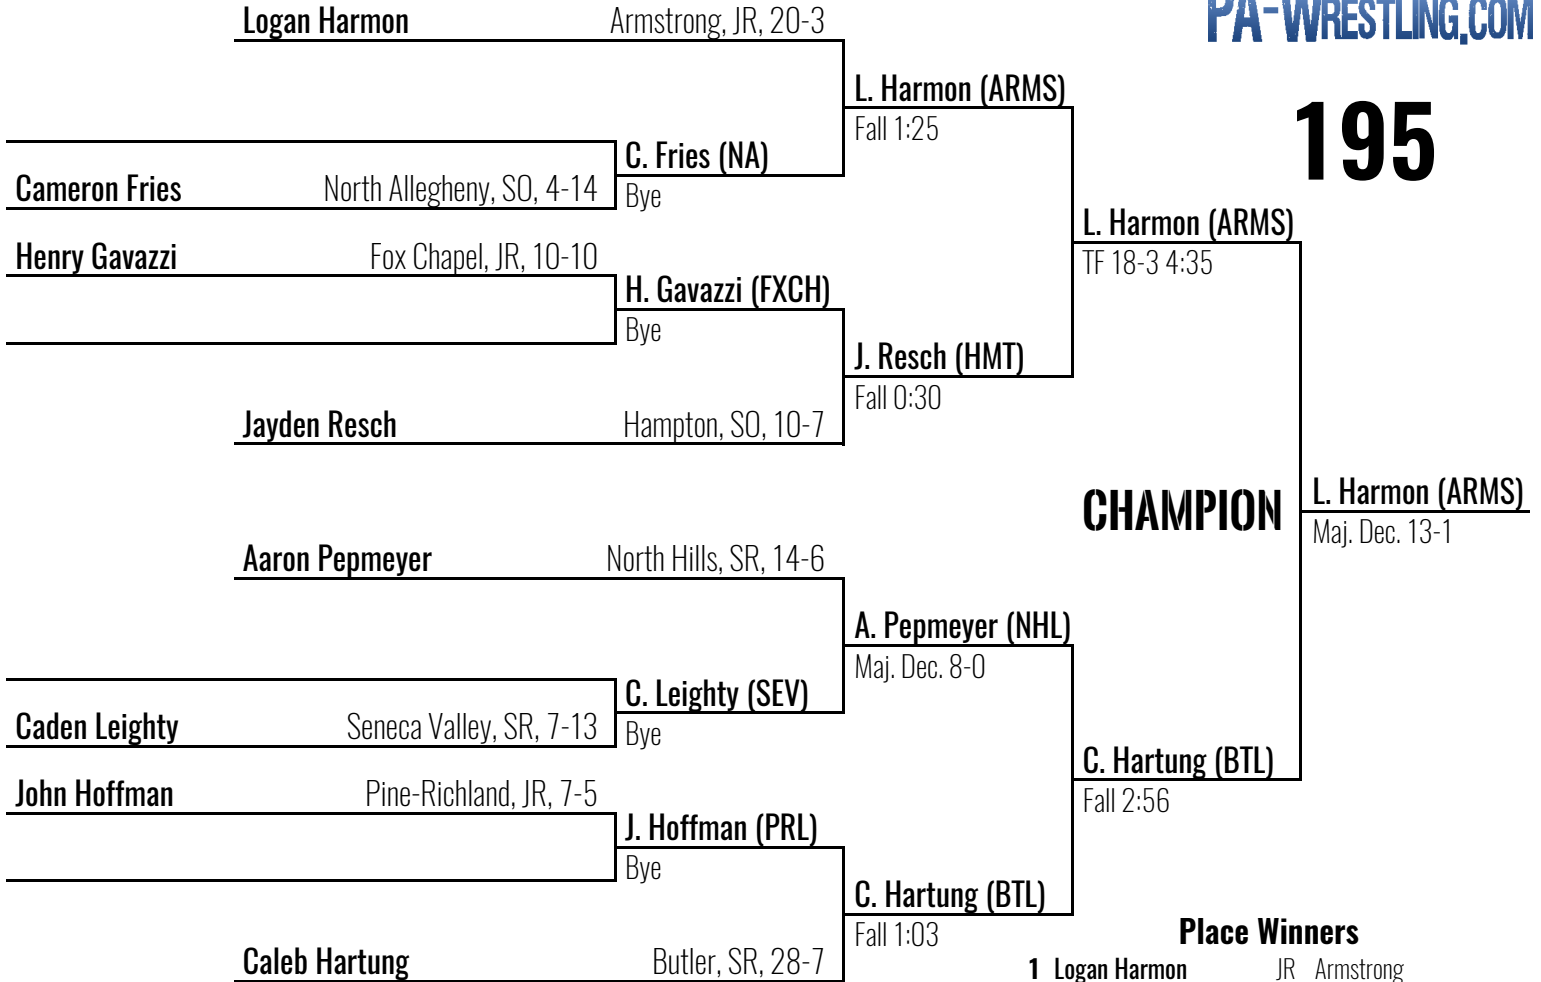 PA-WRESTLING.COM
195
Logan Harmon Armstrong, JR, 20-3
L. Harmon (ARMS)
Fall 1:25
C. Fries (NA)
Bye
Cameron Fries North Allegheny, SO, 4-14
L. Harmon (ARMS)
TF 18-3 4:35
Henry Gavazzi Fox Chapel, JR, 10-10
H. Gavazzi (FXCH)
Bye
J. Resch (HMT)
Fall 0:30
Jayden Resch Hampton, SO, 10-7
CHAMPION
L. Harmon (ARMS)
Maj. Dec. 13-1
Aaron Pepmeyer North Hills, SR, 14-6
A. Pepmeyer (NHL)
Maj. Dec. 8-0
C. Leighty (SEV)
Bye
Caden Leighty Seneca Valley, SR, 7-13
C. Hartung (BTL)
Fall 2:56
John Hoffman Pine-Richland, JR, 7-5
J. Hoffman (PRL)
Bye
C. Hartung (BTL)
Fall 1:03
Caleb Hartung Butler, SR, 28-7
Place Winners
1 Logan Harmon JR Armstrong